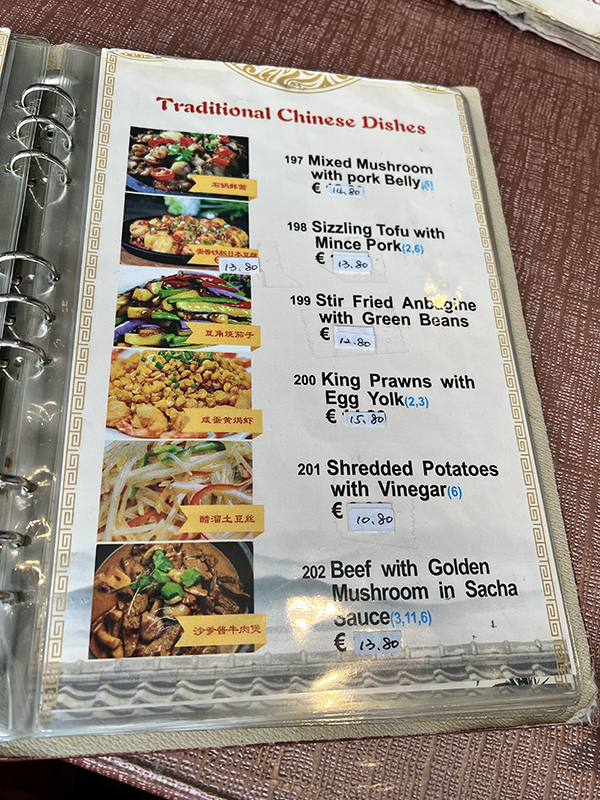 Traditional Chinese Dishes
石锅鲜菌
197 Mixed Mushroom
with pork Belly
€ 14.80
198 Sizzling Tofu with
Mince Pork(2,6)
€ 13.80
13.80
199 Stir Fried Anbagine
with Green Beans
€ 12.80
豆角烧茄子
200 King Prawns with
Egg Yolk(2,3)
€ 15.80
咸蛋黄焗虾
201 Shredded Potatoes
with Vinegar(6)
€ 10.80
醋溜土豆丝
202 Beef with Golden
Mushroom in Sacha
Sauce(3,11,6)
€ 13.80
沙爹酱牛肉煲